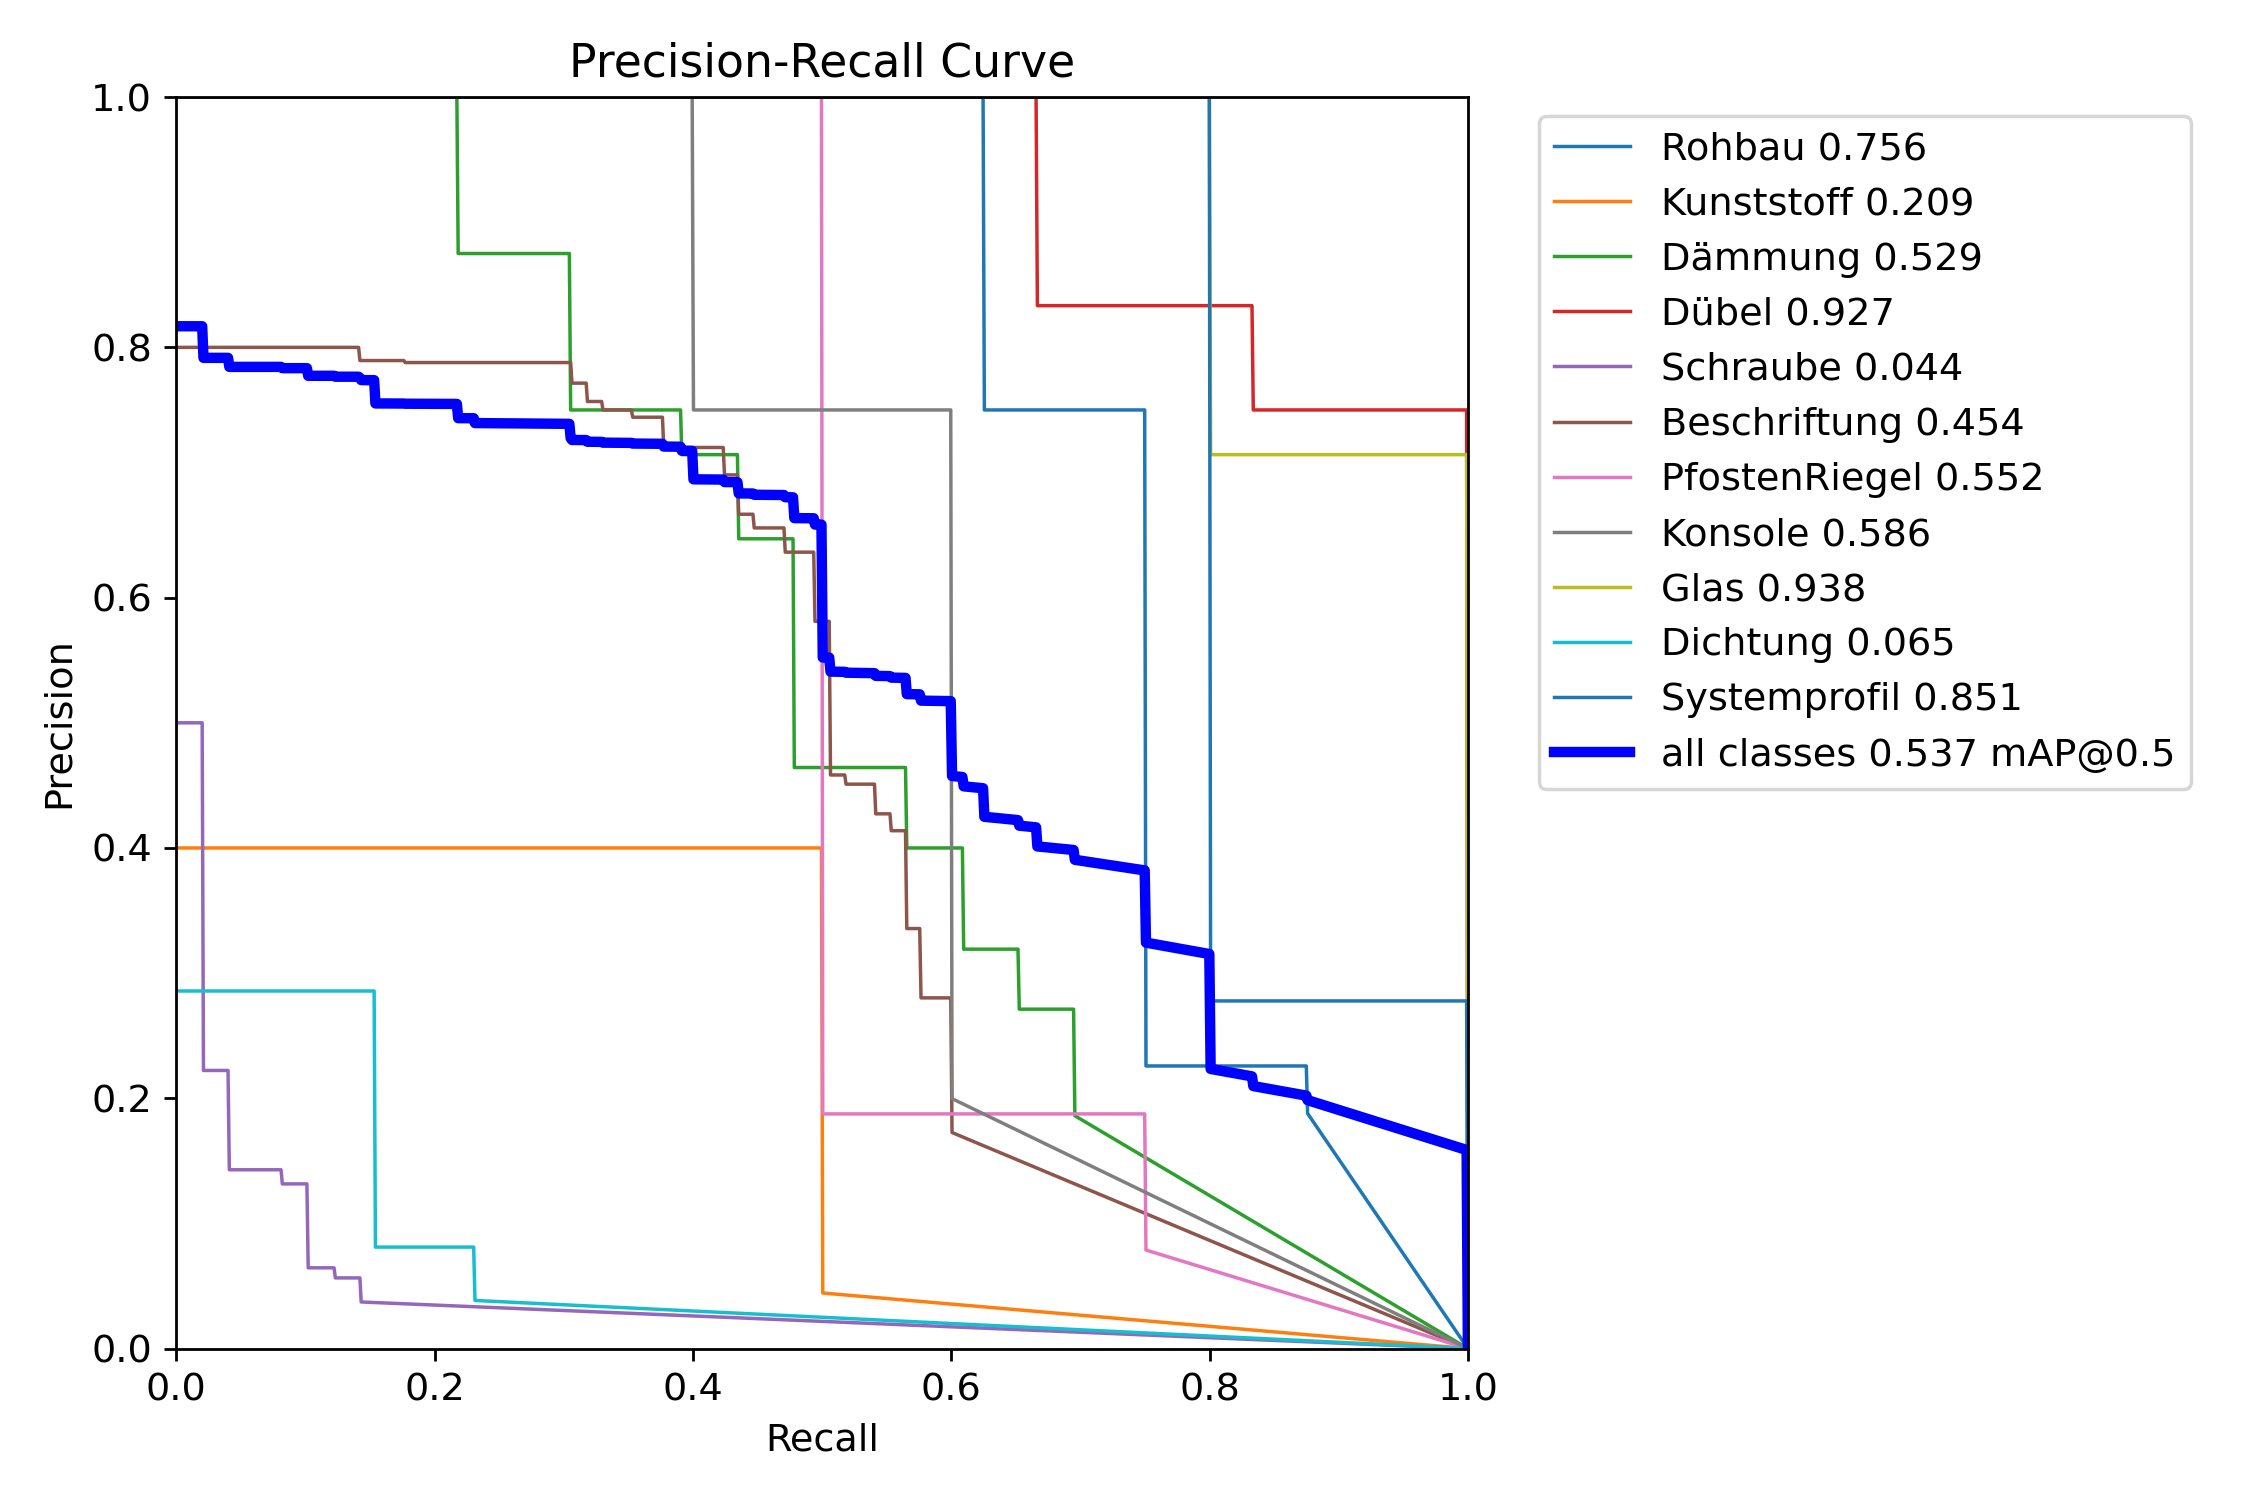 Precision-Recall Curve
1.0
0.8
0.6
0.4
0.2
0.0
Precision
0.0 0.2 0.4 0.6 0.8 1.0
Recall
Rohbau 0.756
Kunststoff 0.209
Dämmung 0.529
Dübel 0.927
Schraube 0.044
Beschriftung 0.454
PfostenRiegel 0.552
Konsole 0.586
Glas 0.938
Dichtung 0.065
Systemprofil 0.851
all classes 0.537 mAP@0.5